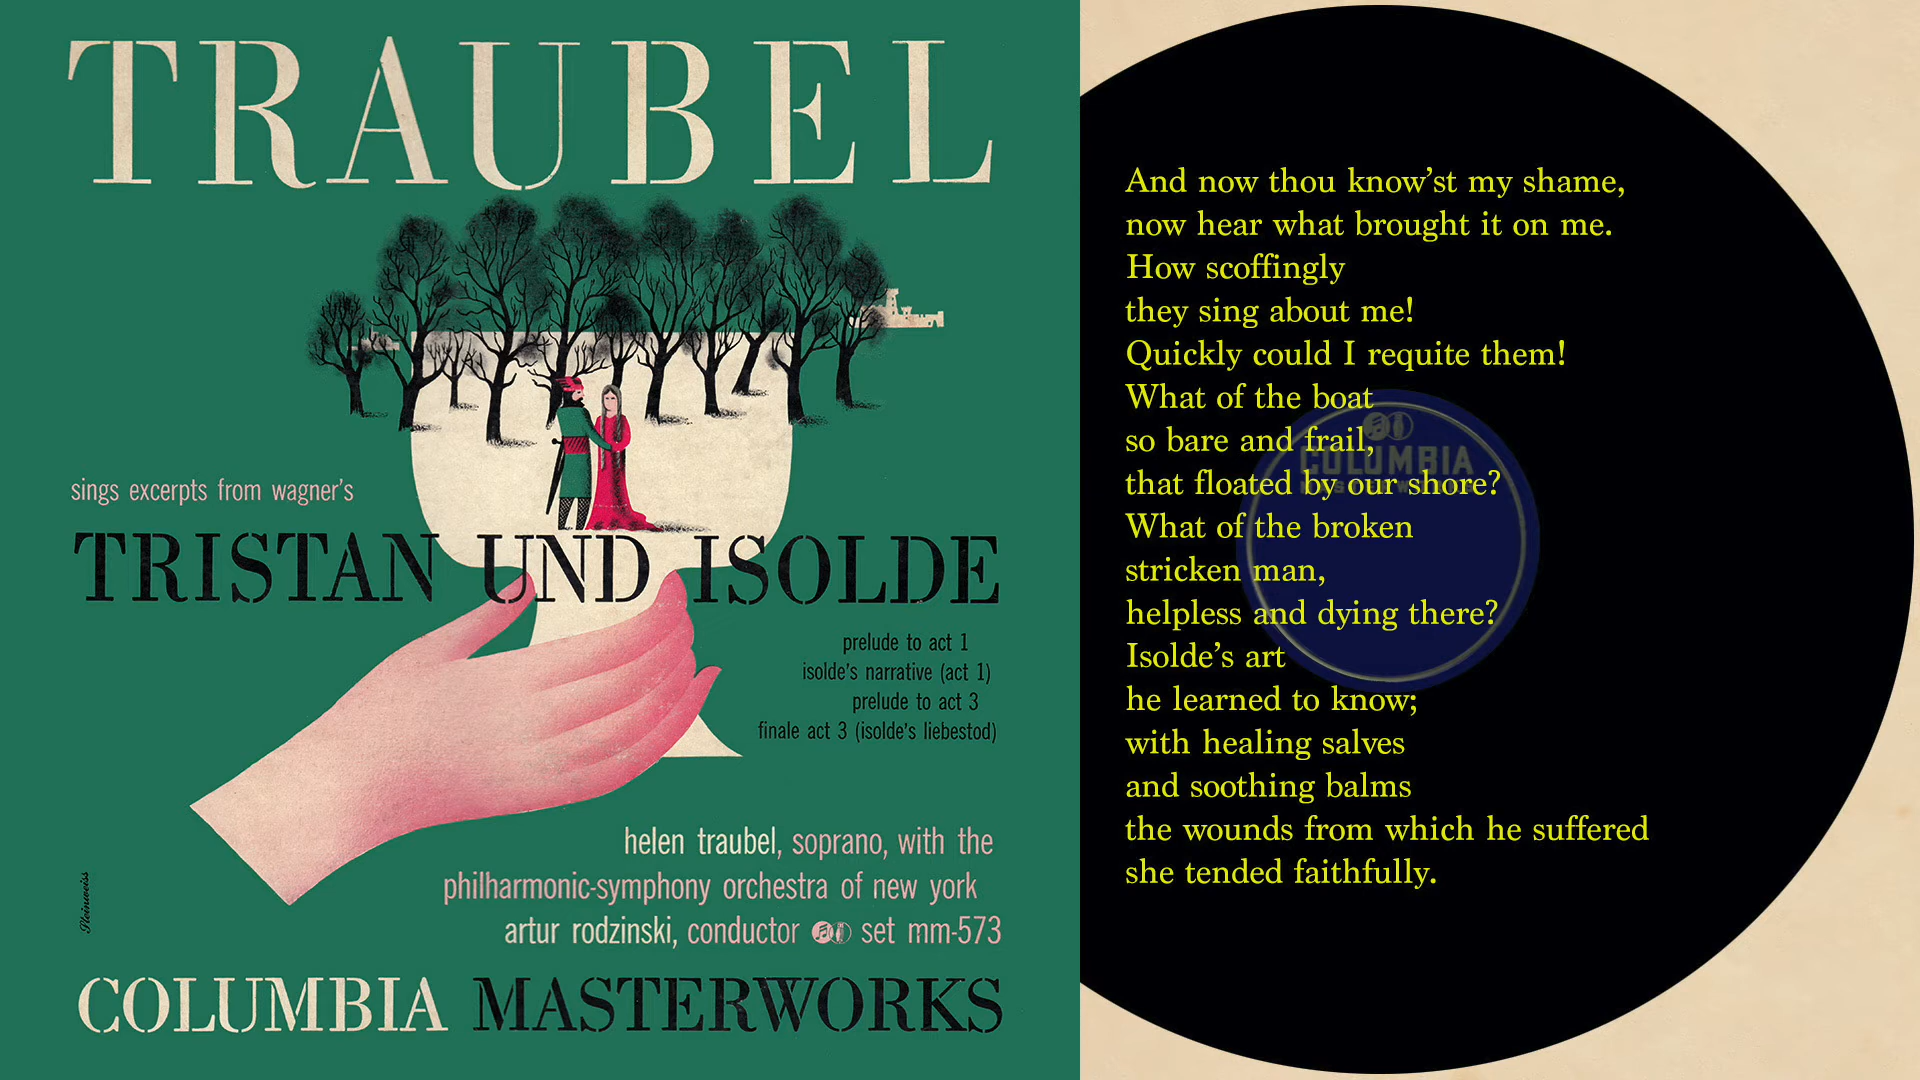 TRAUBEL
sings excerpts from wagner's
TRISTAN UND ISOLDE
prelude to act 1
isolde's narrative (act 1)
prelude to act 3
finale act 3 (isolde's liebestod)
helen traubel, soprano, with the
philharmonic-symphony orchestra of new york
artur rodzinski, conductor set mm-573
Steinweiss
COLUMBIA MASTERWORKS
And now thou know'st my shame,
now hear what brought it on me.
How scoffingly
they sing about me!
Quickly could I requite them!
What of the boat
so bare and frail,
that floated by our shore?
What of the broken
stricken man,
helpless and dying there?
Isolde's art
he learned to know;
with healing salves
and soothing balms
the wounds from which he suffered
she tended faithfully.
COLUMBIA